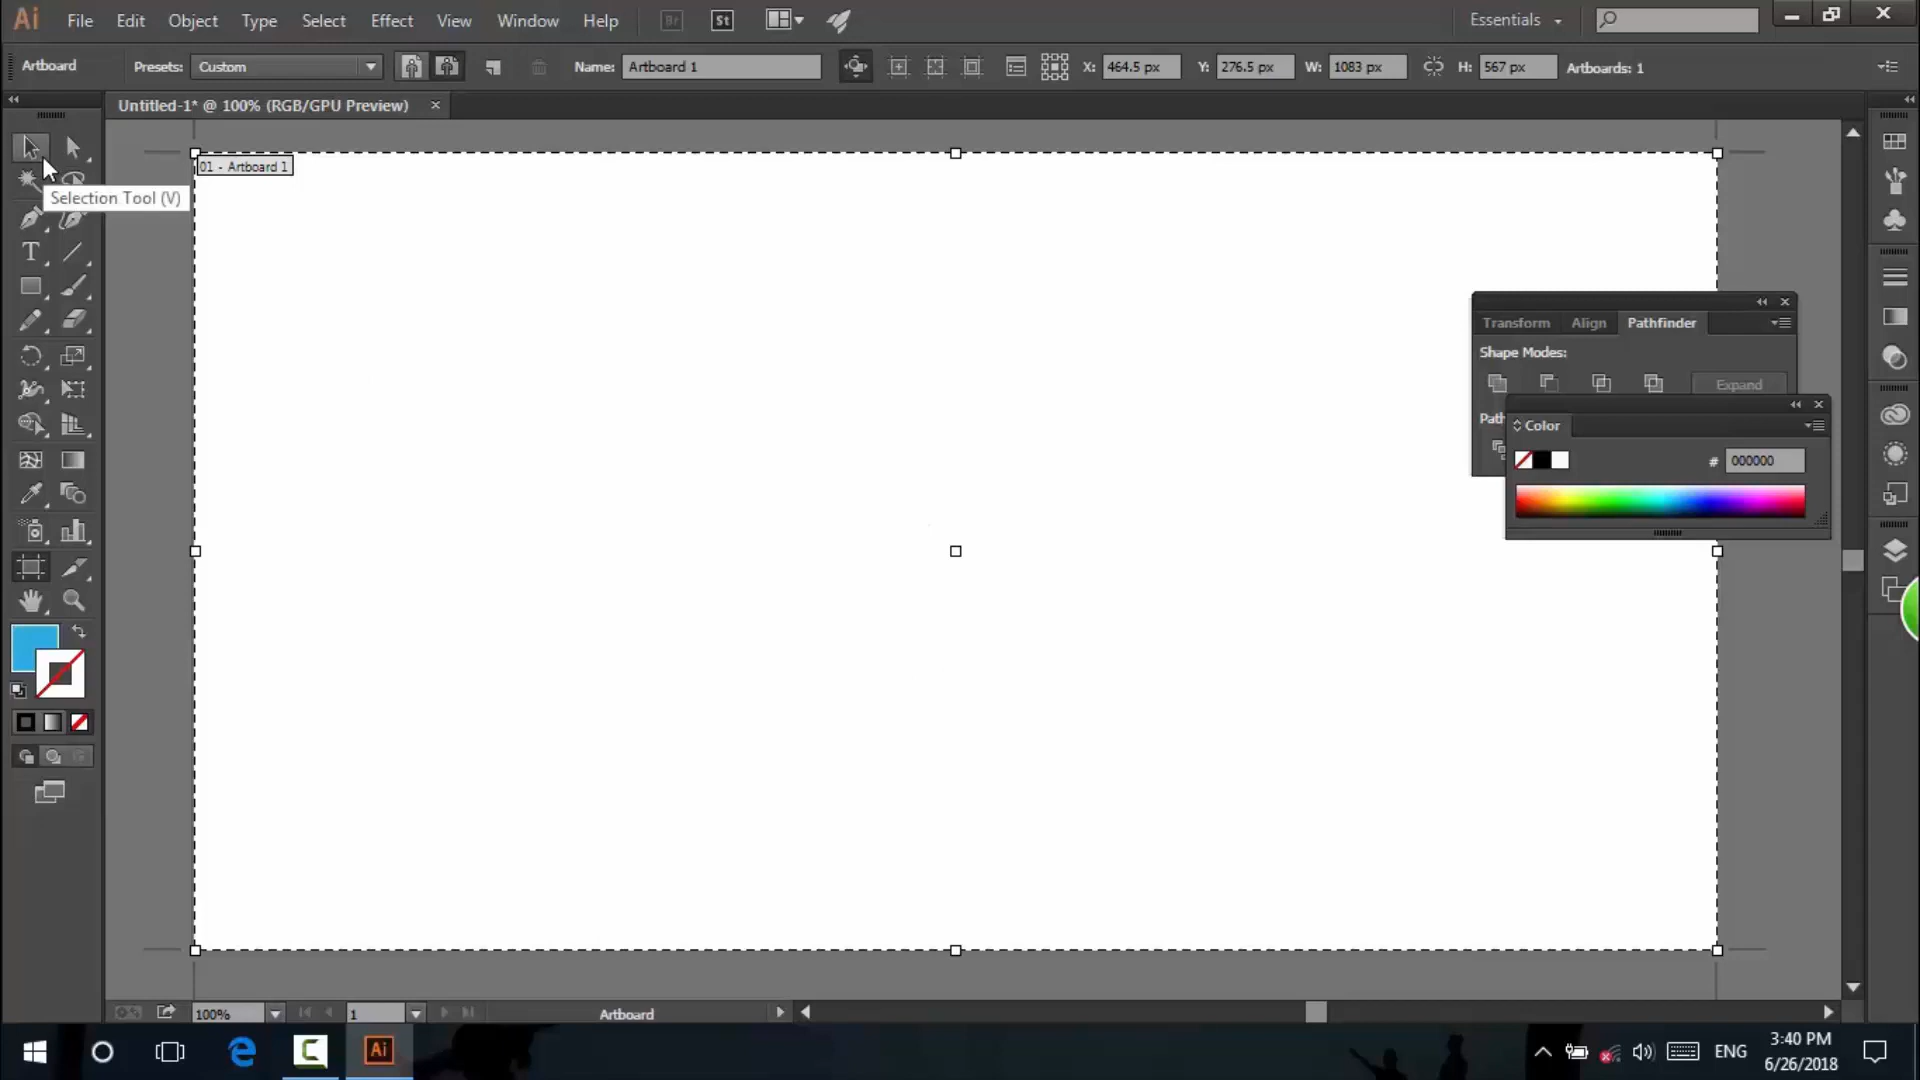 Ai File Edit Object Type Select Effect View Window Help Br St Essentials
Artboard Presets: Custom Name: Artboard 1 X: 464.5 px Y: 276.5 px W: 1083 px H: 567 px Artboards: 1
Untitled-1* @ 100% (RGB/GPU Preview)
01 - Artboard 1
Selection Tool (V)
T
Transform Align Pathfinder
Shape Modes:
Expand
Path
Color
# 000000
100% 1 Artboard
Ai
ENG
3:40 PM
6/26/2018